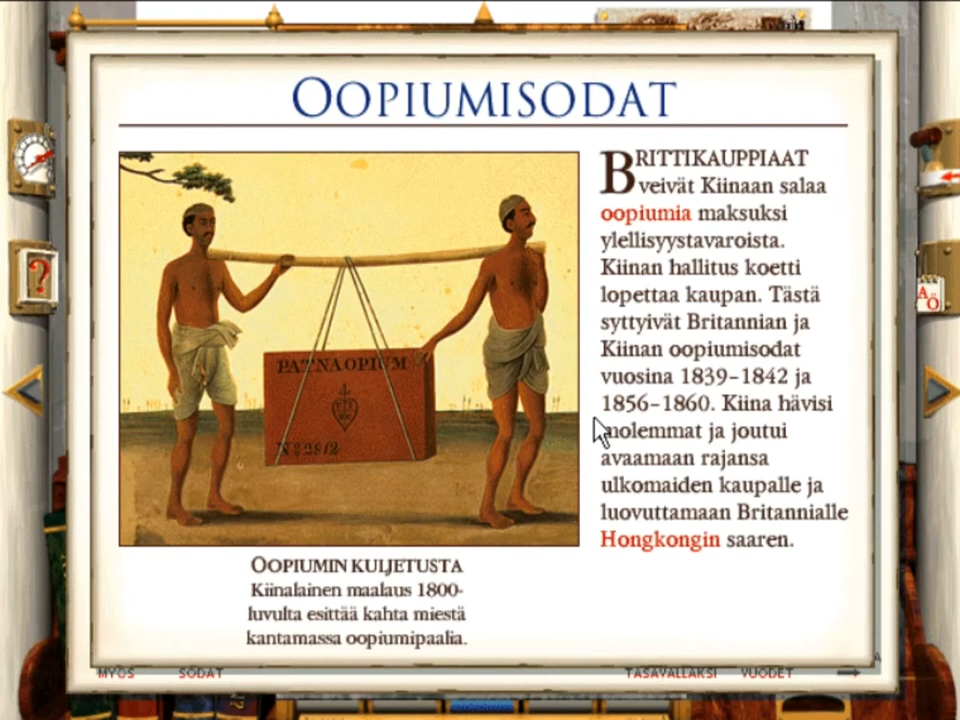 OOPIUMISODAT
BRITTIKAUPPIAAT
veivät Kiinaan salaa
oopiumia maksuksi
ylellisyystavaroista.
Kiinan hallitus koetti
lopettaa kaupan. Tästä
syttyivät Britannian ja
Kiinan oopiumisodat
vuosina 1839–1842 ja
1856–1860. Kiina hävisi
molemmat ja joutui
avaamaan rajansa
ulkomaiden kaupalle ja
luovuttamaan Britannialle
Hongkongin saaren.
PATNA OPIUM
OOPIUMIN KULJETUSTA
Kiinalainen maalaus 1800-
luvulta esittää kahta miestä
kantamassa oopiumipaalia.
MYÖS SODAT TASAVALLAKSI VUODET
?
AÖ